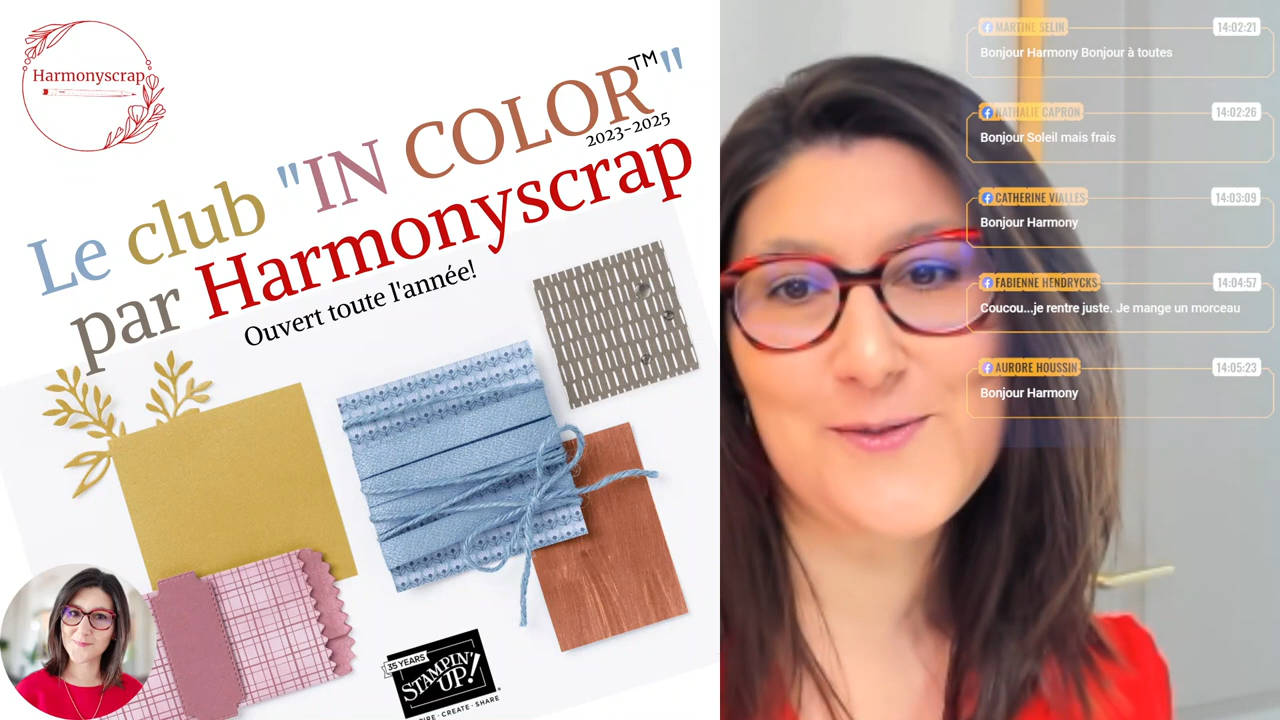 Harmonyscrap
Le club "IN COLOR™"
2023-2025
par Harmonyscrap
Ouvert toute l'année!
35 YEARS
STAMPIN' UP!®
IRE · CREATE · SHARE
MARTINE SELIN 14:02:21
Bonjour Harmony Bonjour à toutes
NATHALIE CAPRON 14:02:26
Bonjour Soleil mais frais
CATHERINE VIALLES 14:03:09
Bonjour Harmony
FABIENNE HENDRYCKS 14:04:57
Coucou...je rentre juste. Je mange un morceau
AURORE HOUSSIN 14:05:23
Bonjour Harmony